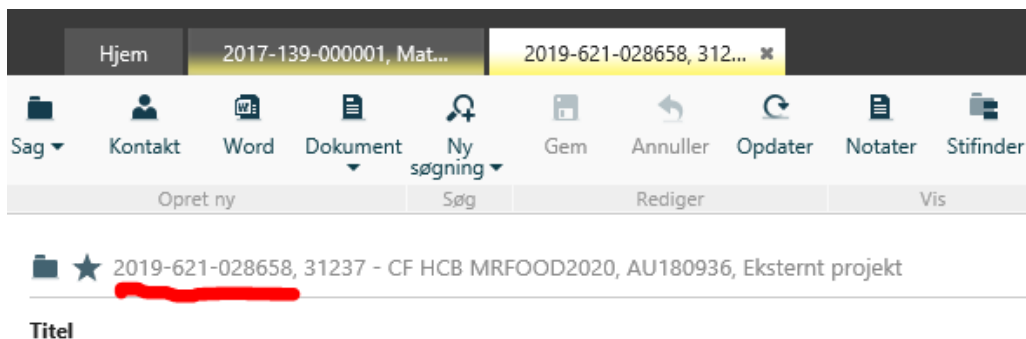 Hjem 2017-139-000001, Mat... 2019-621-028658, 312...
Sag Kontakt Word Dokument Ny søgning Gem Annuller Opdater Notater Stifinder
Opret ny Søg Rediger Vis
2019-621-028658, 31237 - CF HCB MRFOOD2020, AU180936, Eksternt projekt
Titel